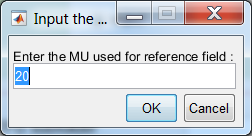 Input the ...
Enter the MU used for reference field :
20
OK Cancel